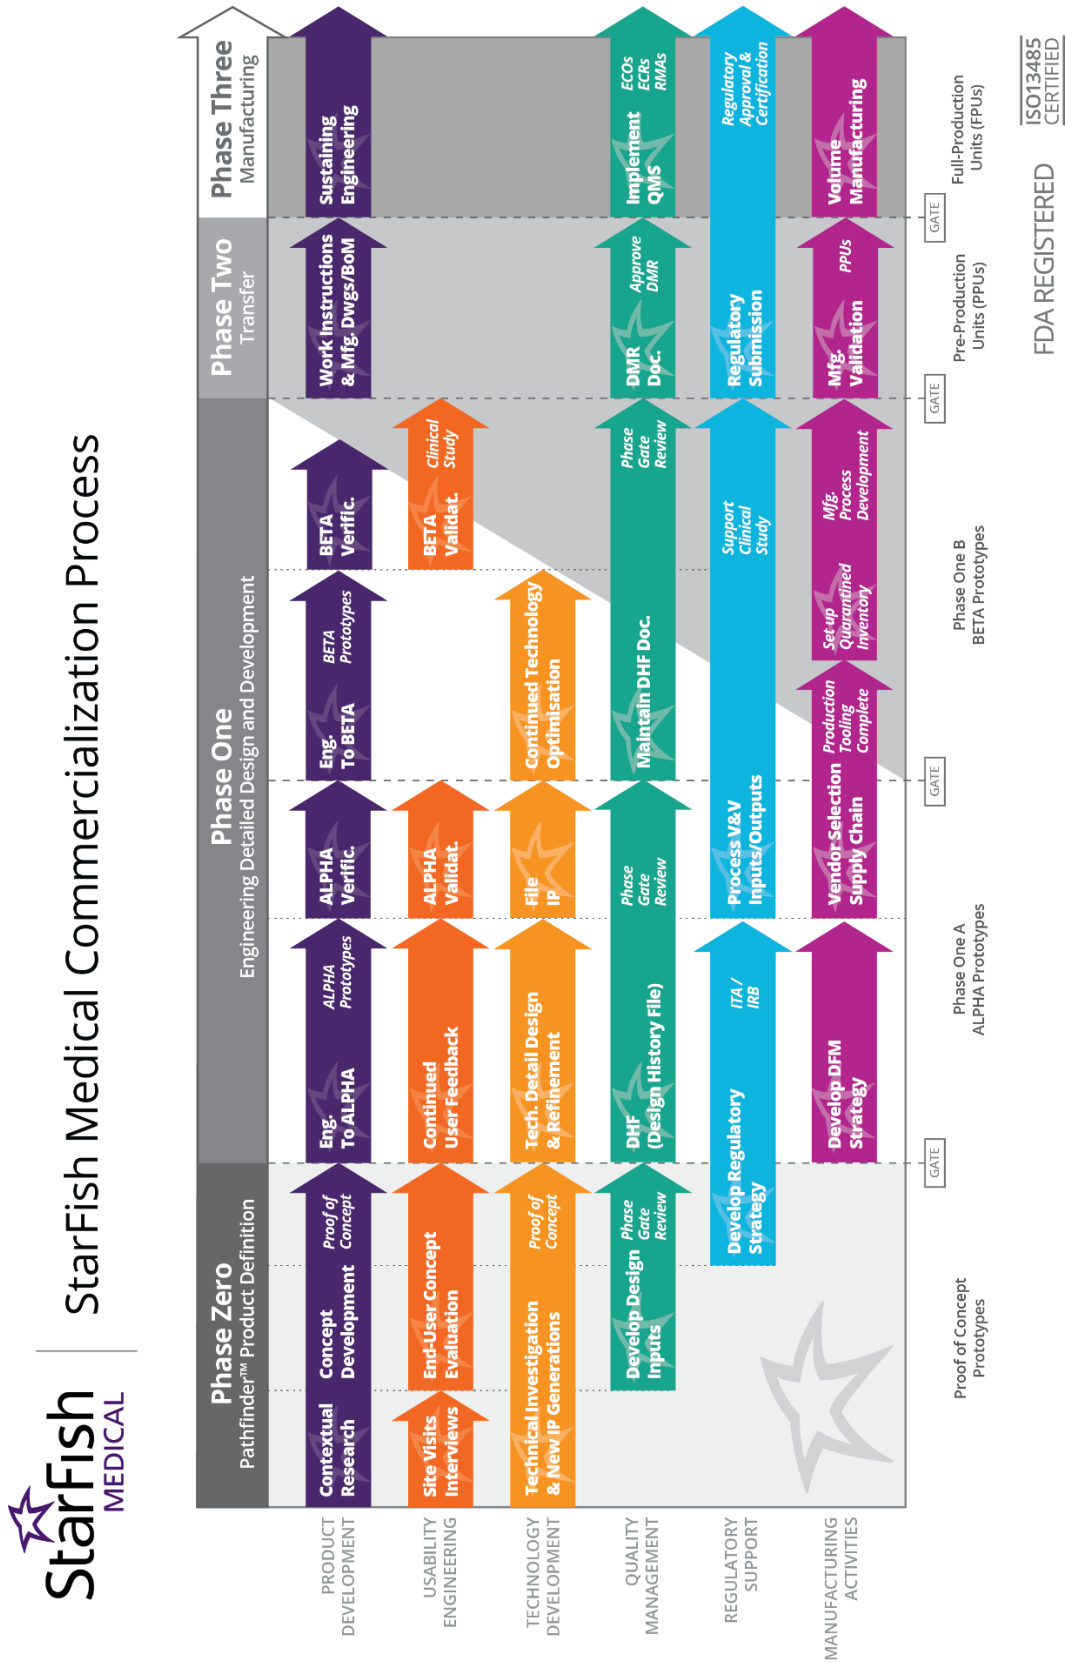 StarFish
MEDICAL
StarFish Medical Commercialization Process
Phase Zero
Pathfinder™ Product Definition
Phase One
Engineering Detailed Design and Development
Phase Two
Transfer
Phase Three
Manufacturing
PRODUCT
DEVELOPMENT
Contextual
Research
Concept
Development
Proof of
Concept
Eng.
To ALPHA
ALPHA
Prototypes
ALPHA
Verific.
Eng.
To BETA
BETA
Prototypes
BETA
Verific.
Work Instructions
& Mfg. Dwgs/BoM
Sustaining
Engineering
USABILITY
ENGINEERING
Site Visits
Interviews
End-User Concept
Evaluation
Continued
User Feedback
ALPHA
Validat.
BETA
Validat.
Clinical
Study
TECHNOLOGY
DEVELOPMENT
Technical Investigation
& New IP Generations
Proof of
Concept
Tech. Detail Design
& Refinement
File
IP
Continued Technology
Optimisation
QUALITY
MANAGEMENT
Develop Design
Inputs
Phase
Gate
Review
DHF
(Design History File)
Phase
Gate
Review
Maintain DHF Doc.
Phase
Gate
Review
DMR
Doc.
Approve
DMR
Implement
QMS
ECOs
ECRs
RMAs
REGULATORY
SUPPORT
Develop Regulatory
Strategy
ITA /
IRB
Process V&V
Inputs/Outputs
Support
Clinical
Study
Regulatory
Submission
Regulatory
Approval &
Certification
MANUFACTURING
ACTIVITIES
Develop DFM
Strategy
Vendor Selection
Supply Chain
Production
Tooling
Complete
Set up
Quarantined
Inventory
Mfg.
Process
Development
Mfg.
Validation
PPUs
Volume
Manufacturing
GATE
GATE
GATE
GATE
Proof of Concept
Prototypes
Phase One A
ALPHA Prototypes
Phase One B
BETA Prototypes
Pre-Production
Units (PPUs)
Full-Production
Units (FPUs)
FDA REGISTERED
ISO13485
CERTIFIED